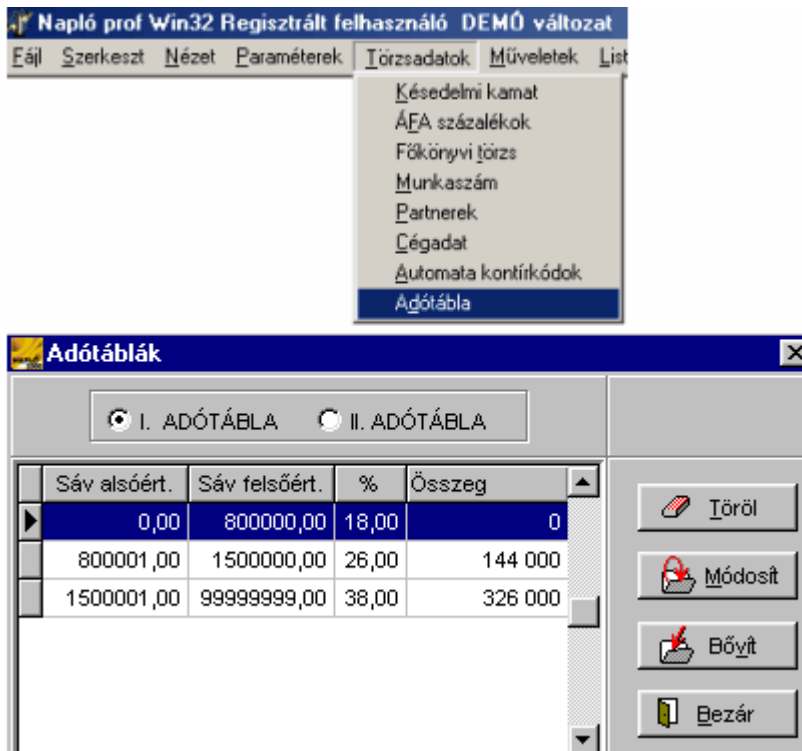 Napló prof Win32 Regisztrált felhasználó DEMÓ változat
Fájl Szerkeszt Nézet Paraméterek Törzsadatok Műveletek List
Késedelmi kamat
ÁFA százalékok
Főkönyvi törzs
Munkaszám
Partnerek
Cégadat
Automata kontírkódok
Adótábla
Adótáblák
I. ADÓTÁBLA II. ADÓTÁBLA
Sáv alsóért. Sáv felsőért. % Összeg
0,00 800000,00 18,00 0
800001,00 1500000,00 26,00 144 000
1500001,00 99999999,00 38,00 326 000
Töröl
Módosít
Bővít
Bezár